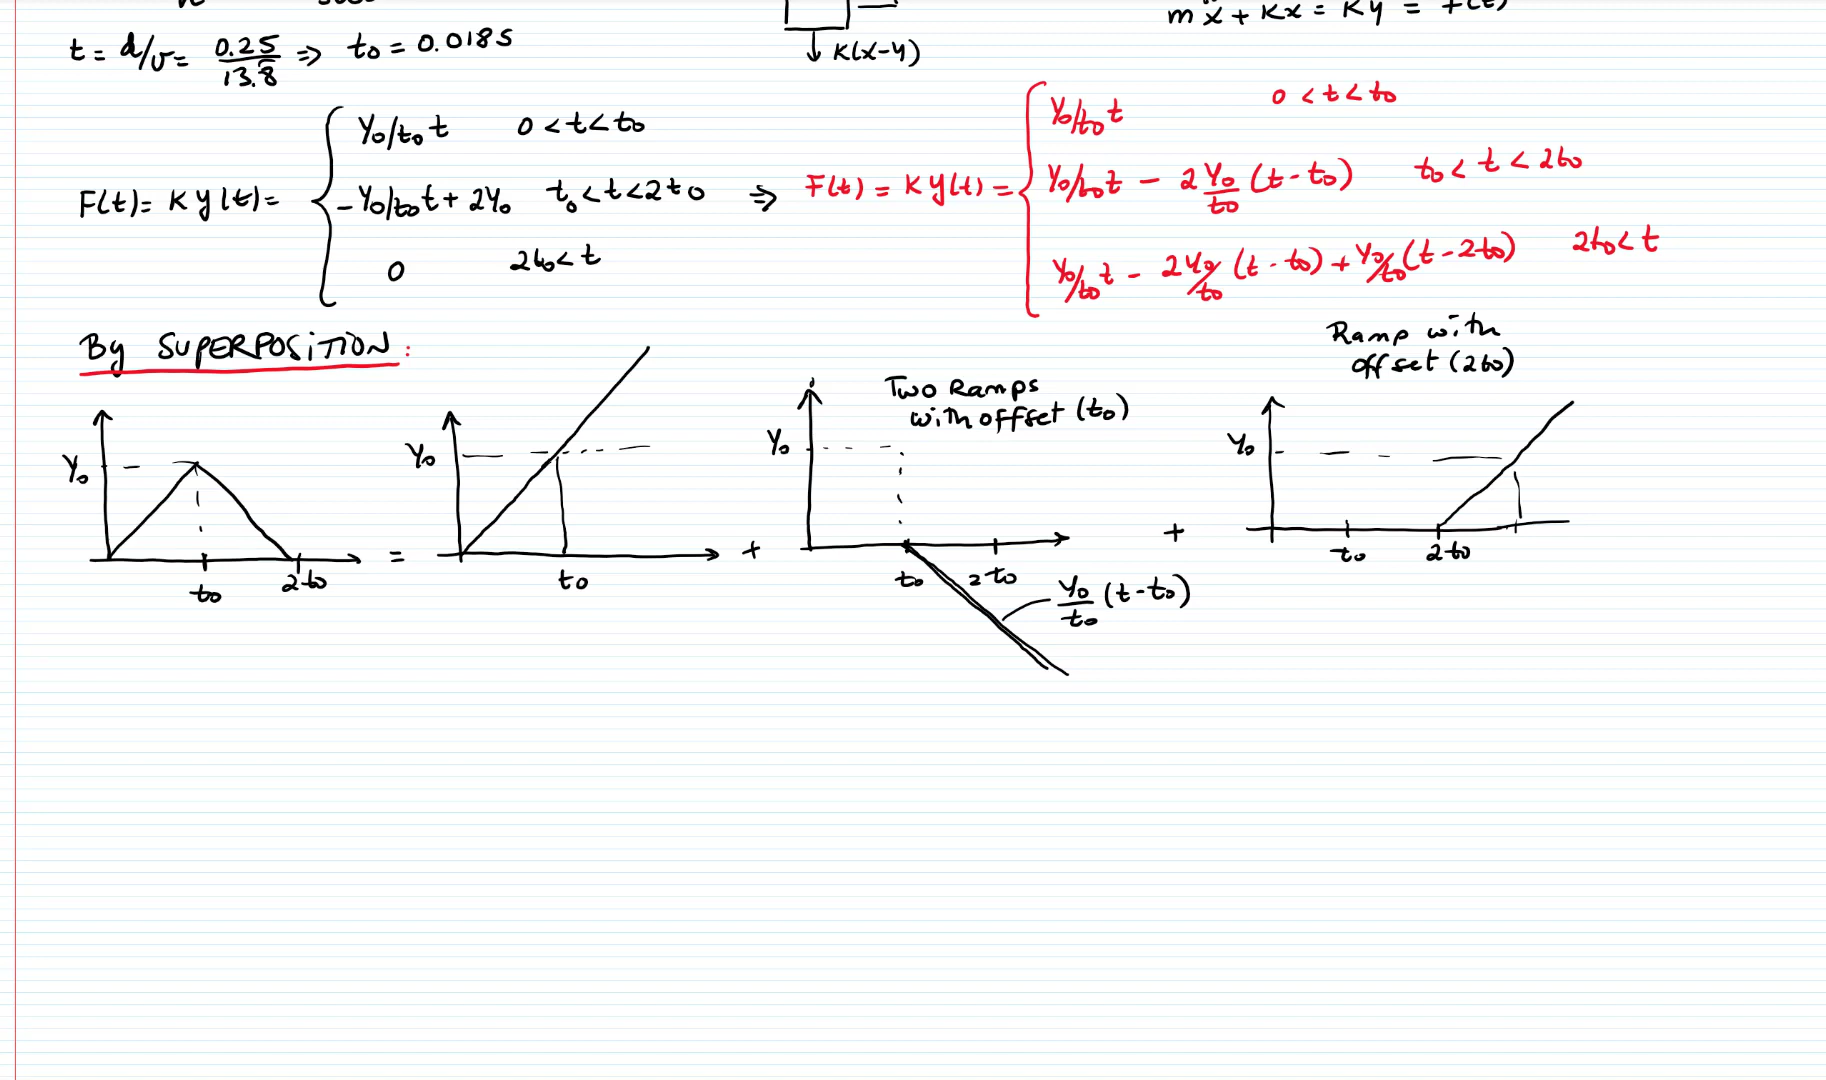 mẍ + Kx = Ky = F(t)
t = d/v = 0.25/13.8 ⇒ t₀ = 0.0185
K(x-y)
F(t) = K y(t) = { Y₀/t₀ t 0 < t < t₀
-Y₀/t₀ t + 2Y₀ t₀ < t < 2t₀
0 2t₀ < t
⇒ F(t) = K y(t) = { Y₀/t₀ t 0 < t < t₀
Y₀/t₀ t - 2 Y₀/t₀ (t - t₀) t₀ < t < 2t₀
Y₀/t₀ t - 2Y₀/t₀ (t - t₀) + Y₀/t₀ (t - 2t₀) 2t₀ < t
By SUPERPOSITION :
Y₀
t₀
2t₀
=
Y₀
t₀
+
Two Ramps
with offset (t₀)
Y₀
t₀
2t₀
Y₀/t₀ (t - t₀)
+
Ramp with
offset (2t₀)
Y₀
t₀
2t₀